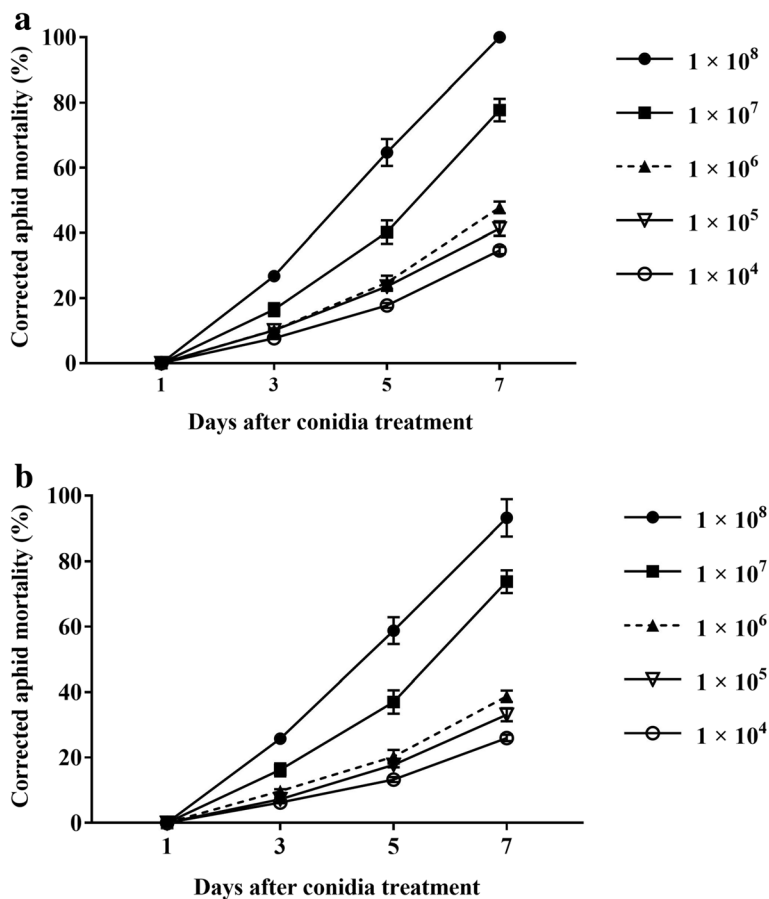 a
Corrected aphid mortality (%)
100
80
60
40
20
0
1 3 5 7
Days after conidia treatment
1 × 10⁸
1 × 10⁷
1 × 10⁶
1 × 10⁵
1 × 10⁴
b
Corrected aphid mortality (%)
100
80
60
40
20
0
1 3 5 7
Days after conidia treatment
1 × 10⁸
1 × 10⁷
1 × 10⁶
1 × 10⁵
1 × 10⁴